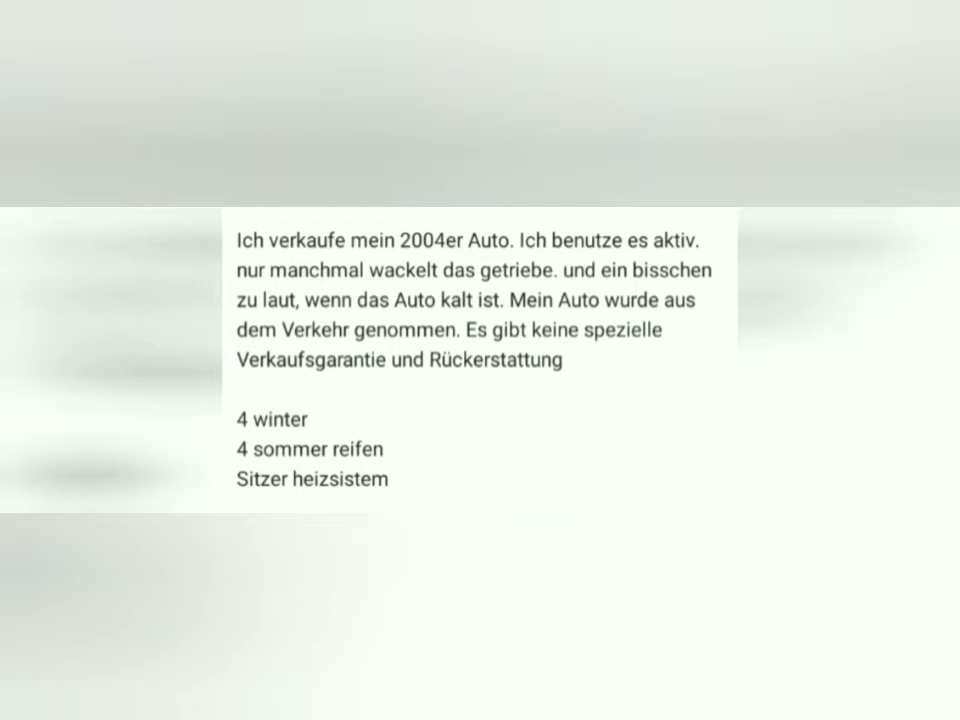 Ich verkaufe mein 2004er Auto. Ich benutze es aktiv.
nur manchmal wackelt das getriebe. und ein bisschen
zu laut, wenn das Auto kalt ist. Mein Auto wurde aus
dem Verkehr genommen. Es gibt keine spezielle
Verkaufsgarantie und Rückerstattung
4 winter
4 sommer reifen
Sitzer heizsistem